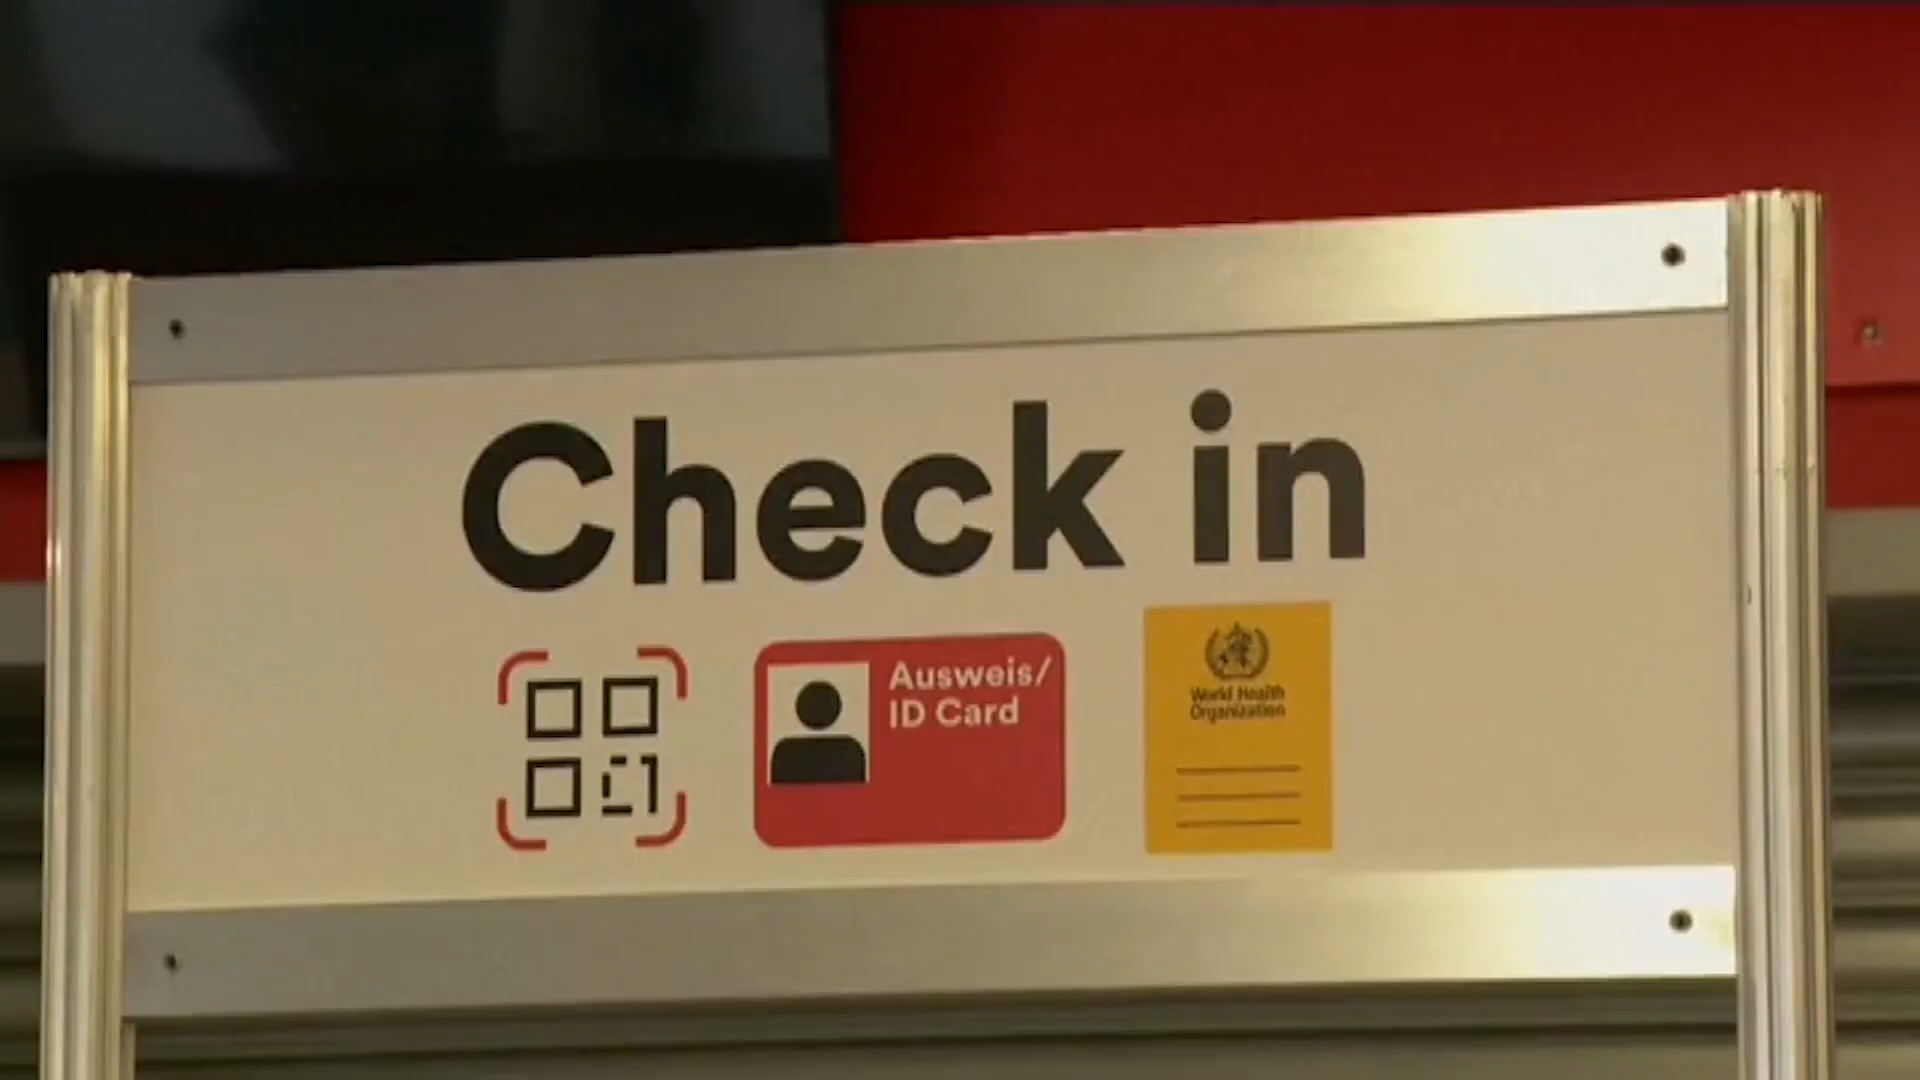 Check in
Ausweis/
ID Card
World Health
Organization